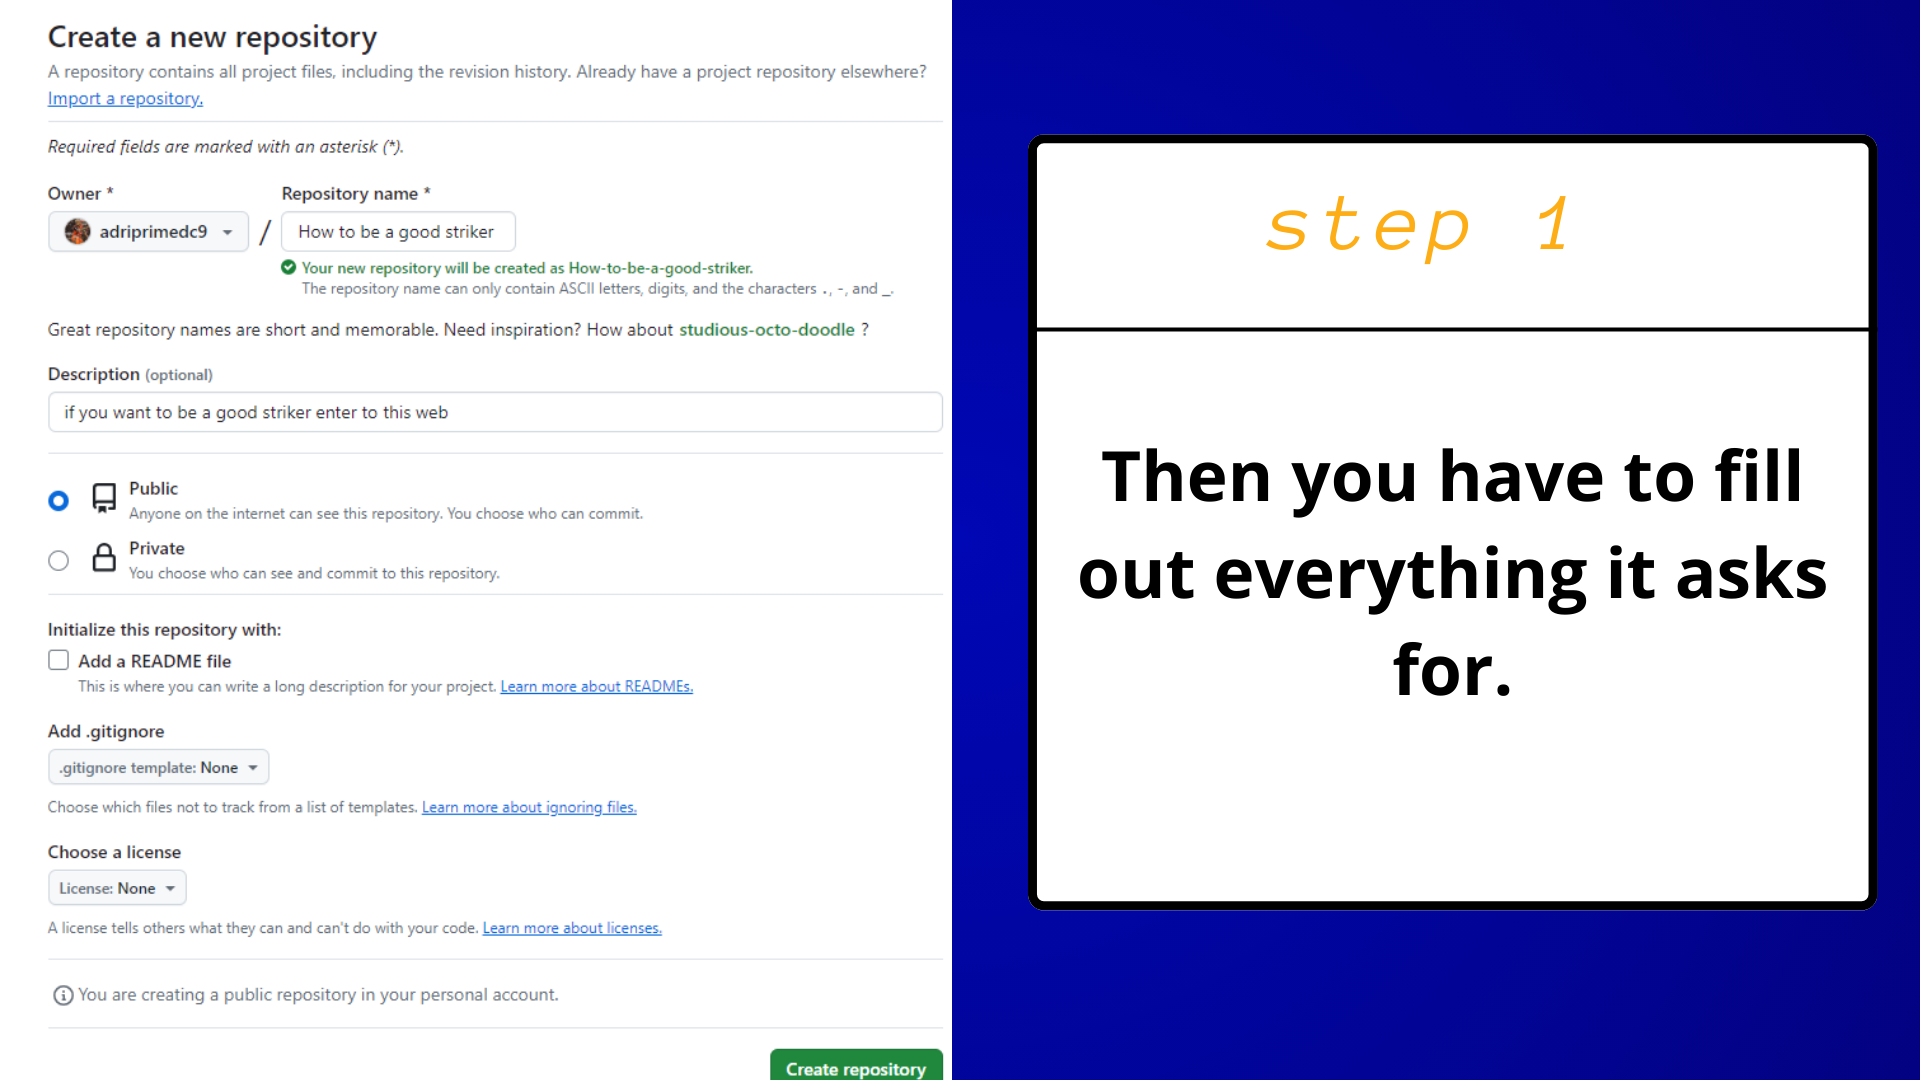 Create a new repository
A repository contains all project files, including the revision history. Already have a project repository elsewhere?
Import a repository.
Required fields are marked with an asterisk (*).
Owner *
Repository name *
adriprimedc9
/
How to be a good striker
Your new repository will be created as How-to-be-a-good-striker.
The repository name can only contain ASCII letters, digits, and the characters ., -, and _.
Great repository names are short and memorable. Need inspiration? How about studious-octo-doodle ?
Description (optional)
if you want to be a good striker enter to this web
Public
Anyone on the internet can see this repository. You choose who can commit.
Private
You choose who can see and commit to this repository.
Initialize this repository with:
Add a README file
This is where you can write a long description for your project. Learn more about READMEs.
Add .gitignore
.gitignore template: None
Choose which files not to track from a list of templates. Learn more about ignoring files.
Choose a license
License: None
A license tells others what they can and can't do with your code. Learn more about licenses.
You are creating a public repository in your personal account.
Create repository
step 1
Then you have to fill
out everything it asks
for.